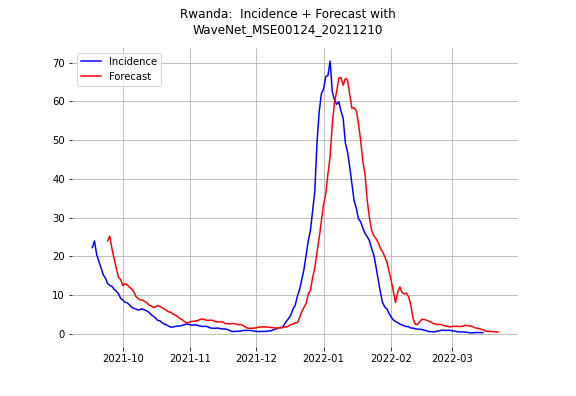 Rwanda:  Incidence + Forecast with
WaveNet_MSE00124_20211210
Incidence
Forecast
70
60
50
40
30
20
10
0
2021-10 2021-11 2021-12 2022-01 2022-02 2022-03